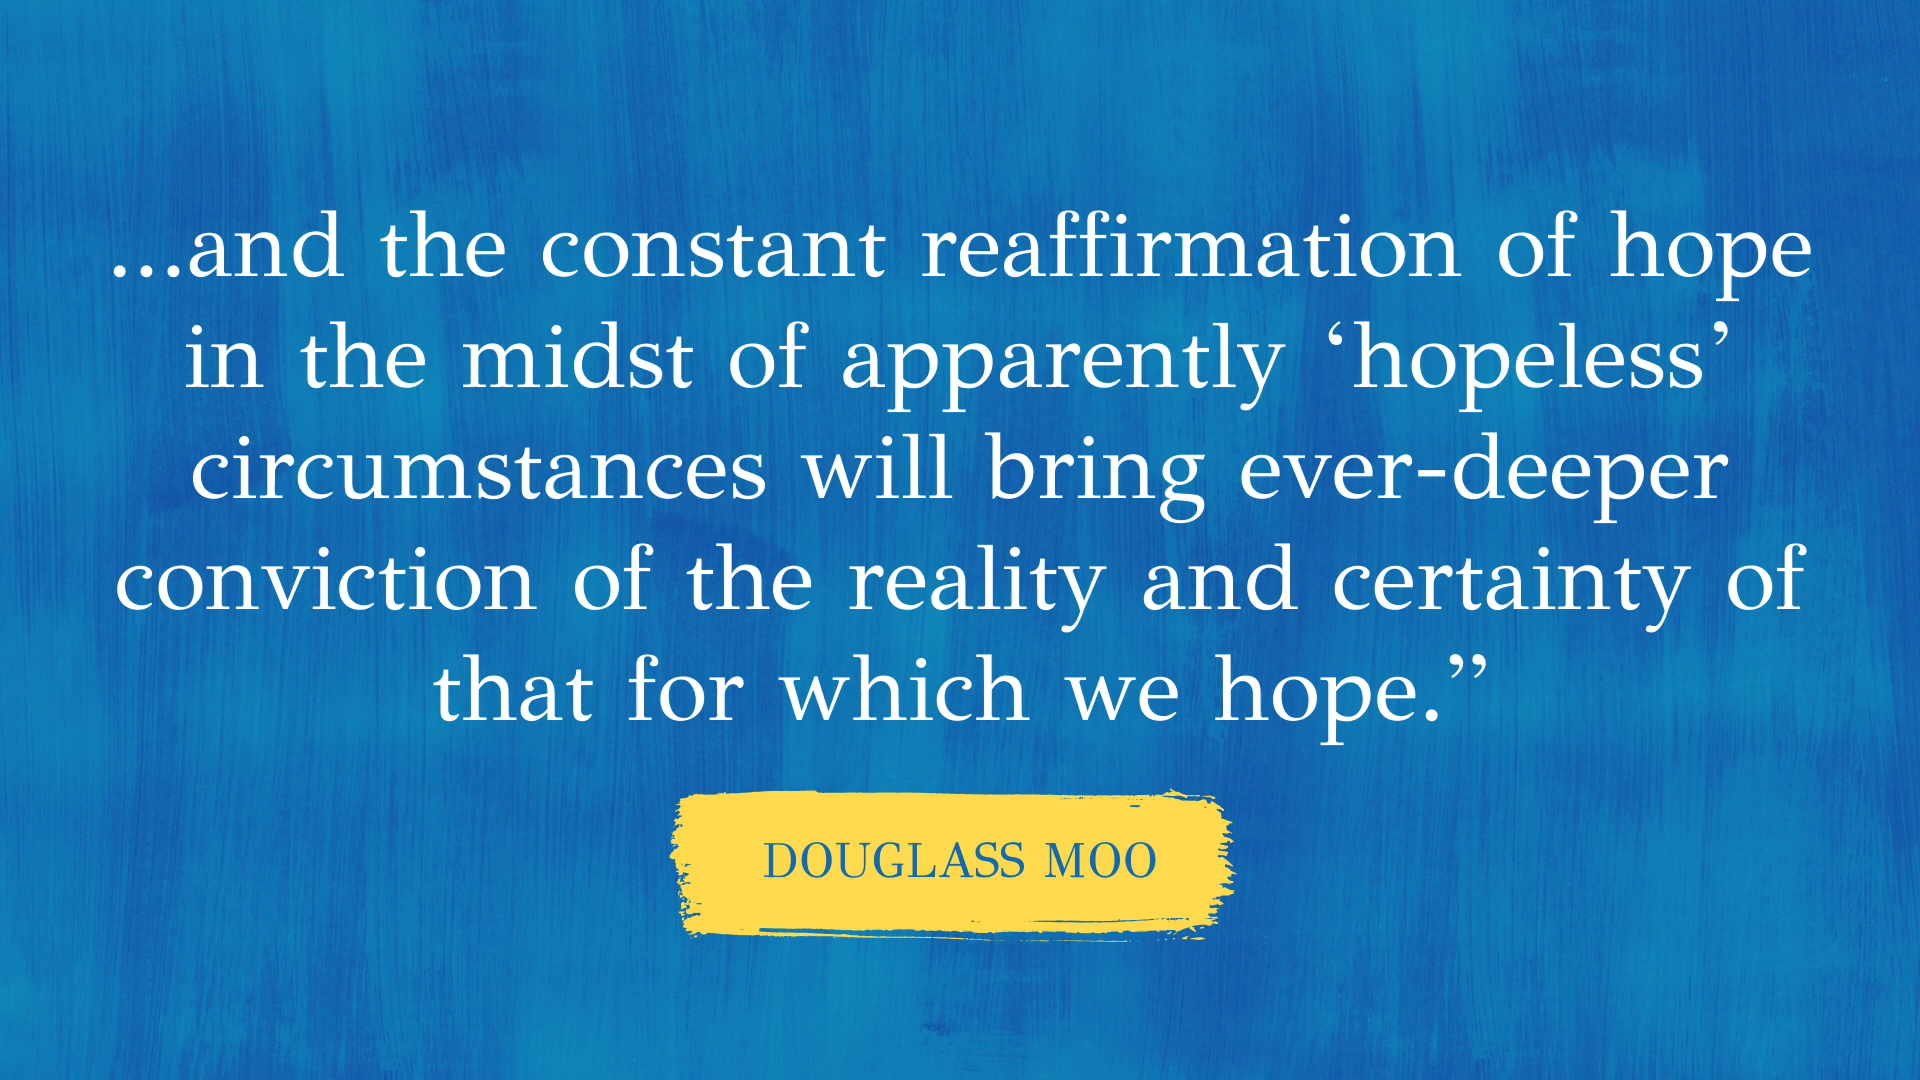 ...and the constant reaffirmation of hope
in the midst of apparently ‘hopeless’
circumstances will bring ever-deeper
conviction of the reality and certainty of
that for which we hope.”
DOUGLASS MOO